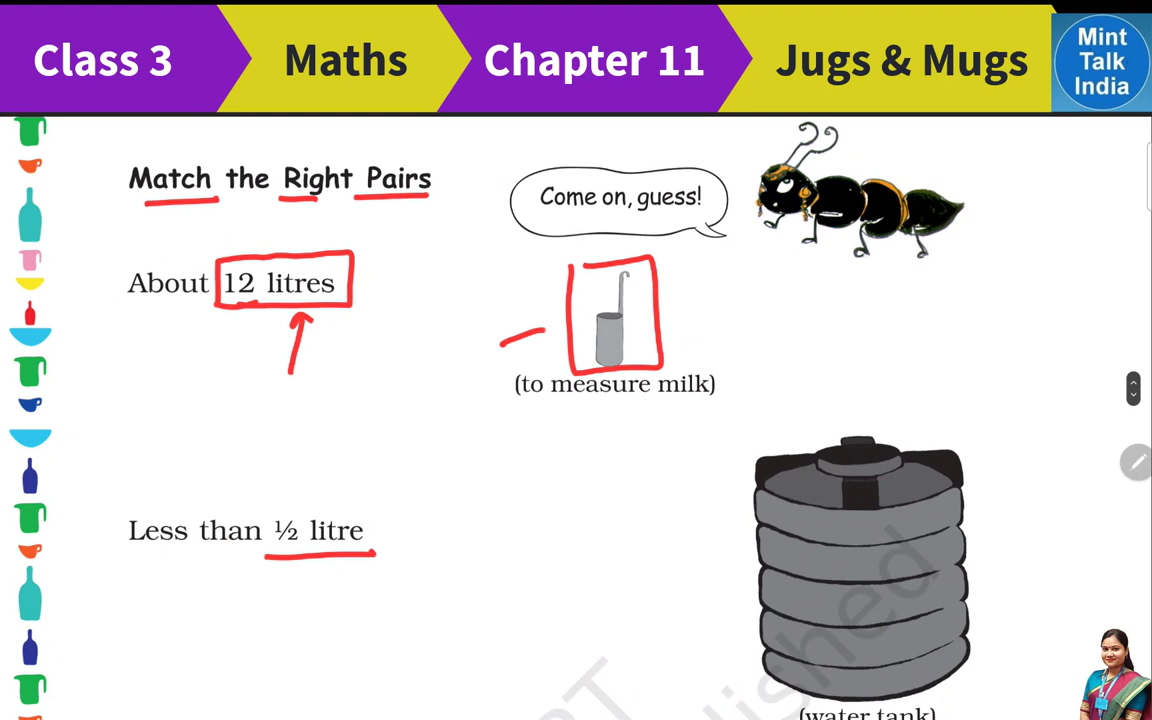 Class 3
Maths
Chapter 11
Jugs & Mugs
Mint
Talk
India
Match the Right Pairs
Come on, guess!
About 12 litres
(to measure milk)
Less than ½ litre
(water tank)